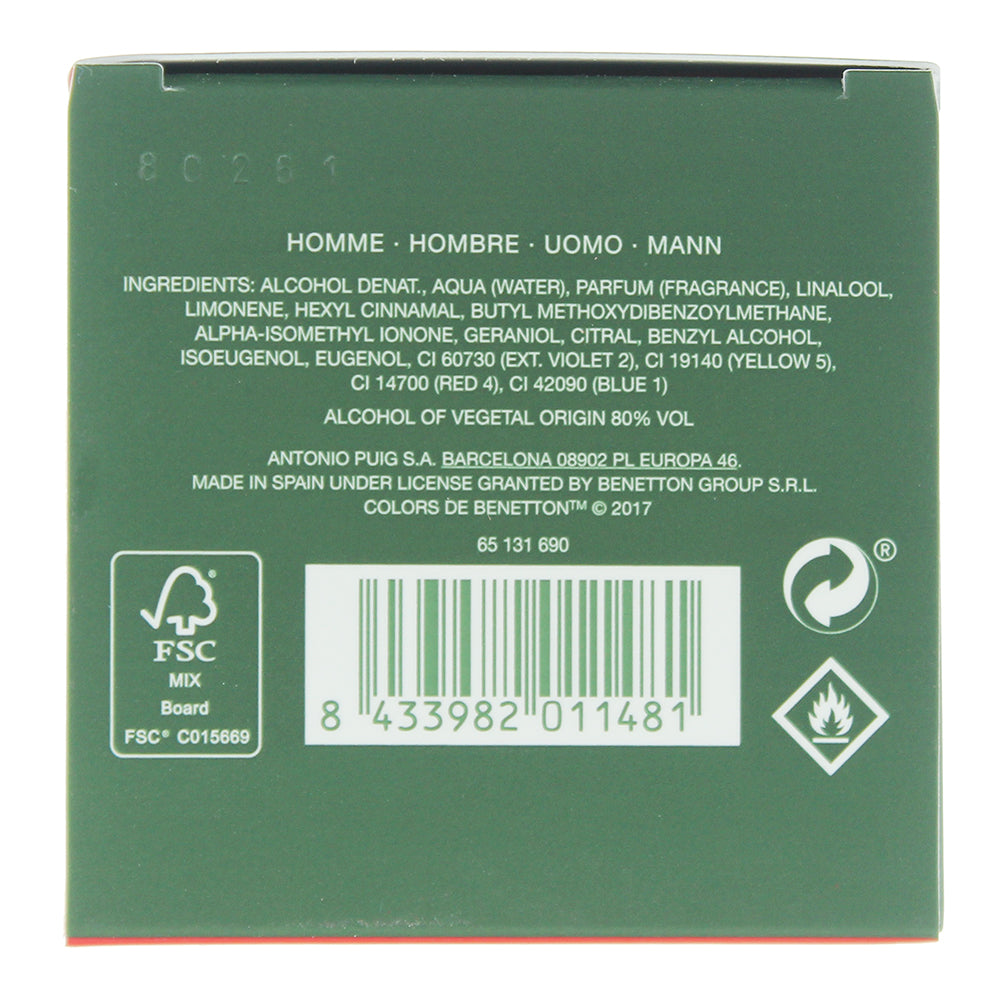 80261
HOMME · HOMBRE · UOMO · MANN
INGREDIENTS: ALCOHOL DENAT., AQUA (WATER), PARFUM (FRAGRANCE), LINALOOL,
LIMONENE, HEXYL CINNAMAL, BUTYL METHOXYDIBENZOYLMETHANE,
ALPHA-ISOMETHYL IONONE, GERANIOL, CITRAL, BENZYL ALCOHOL,
ISOEUGENOL, EUGENOL, CI 60730 (EXT. VIOLET 2), CI 19140 (YELLOW 5),
CI 14700 (RED 4), CI 42090 (BLUE 1)
ALCOHOL OF VEGETAL ORIGIN 80% VOL
ANTONIO PUIG S.A. BARCELONA 08902 PL EUROPA 46.
MADE IN SPAIN UNDER LICENSE GRANTED BY BENETTON GROUP S.R.L.
COLORS DE BENETTON™ © 2017
65 131 690
®
FSC
MIX
Board
FSC® C015669
8 433982 011481